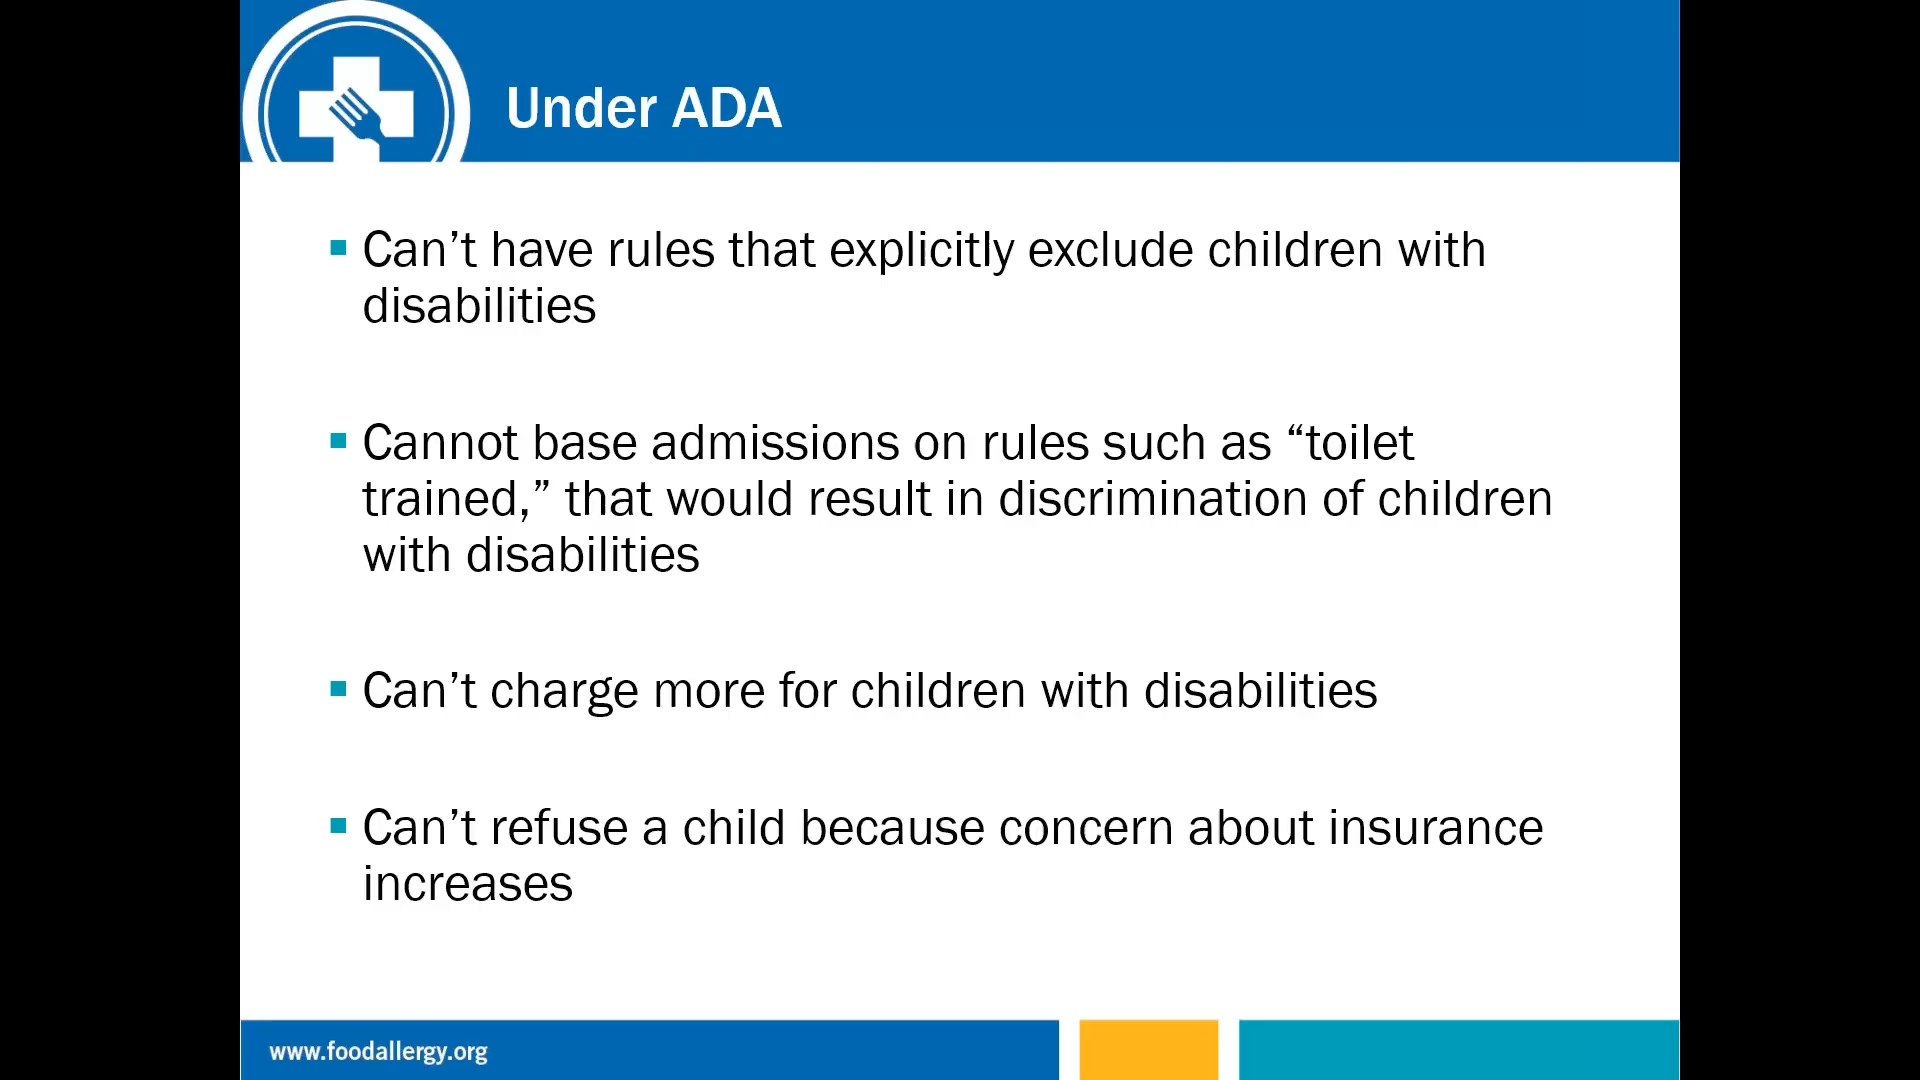 Under ADA
▪ Can’t have rules that explicitly exclude children with
disabilities
▪ Cannot base admissions on rules such as “toilet
trained,” that would result in discrimination of children
with disabilities
▪ Can’t charge more for children with disabilities
▪ Can’t refuse a child because concern about insurance
increases
www.foodallergy.org